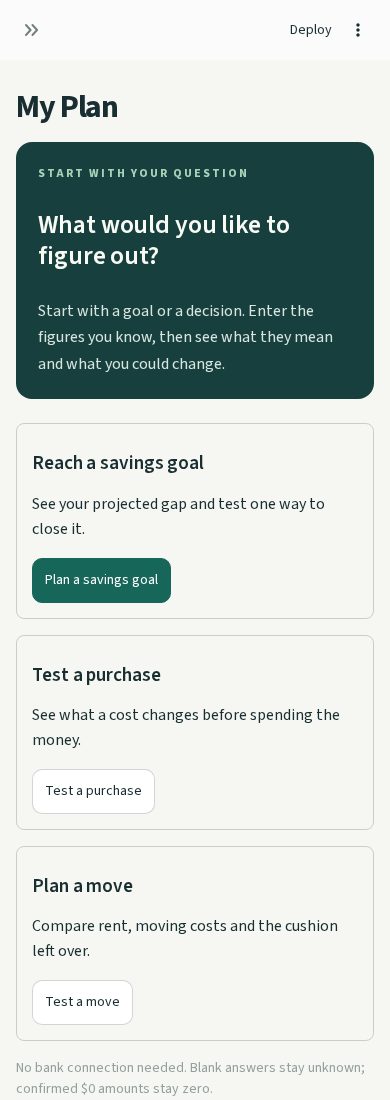 Deploy
My Plan
START WITH YOUR QUESTION
What would you like to
figure out?
Start with a goal or a decision. Enter the
figures you know, then see what they mean
and what you could change.
Reach a savings goal
See your projected gap and test one way to
close it.
Plan a savings goal
Test a purchase
See what a cost changes before spending the
money.
Test a purchase
Plan a move
Compare rent, moving costs and the cushion
left over.
Test a move
No bank connection needed. Blank answers stay unknown;
confirmed $0 amounts stay zero.